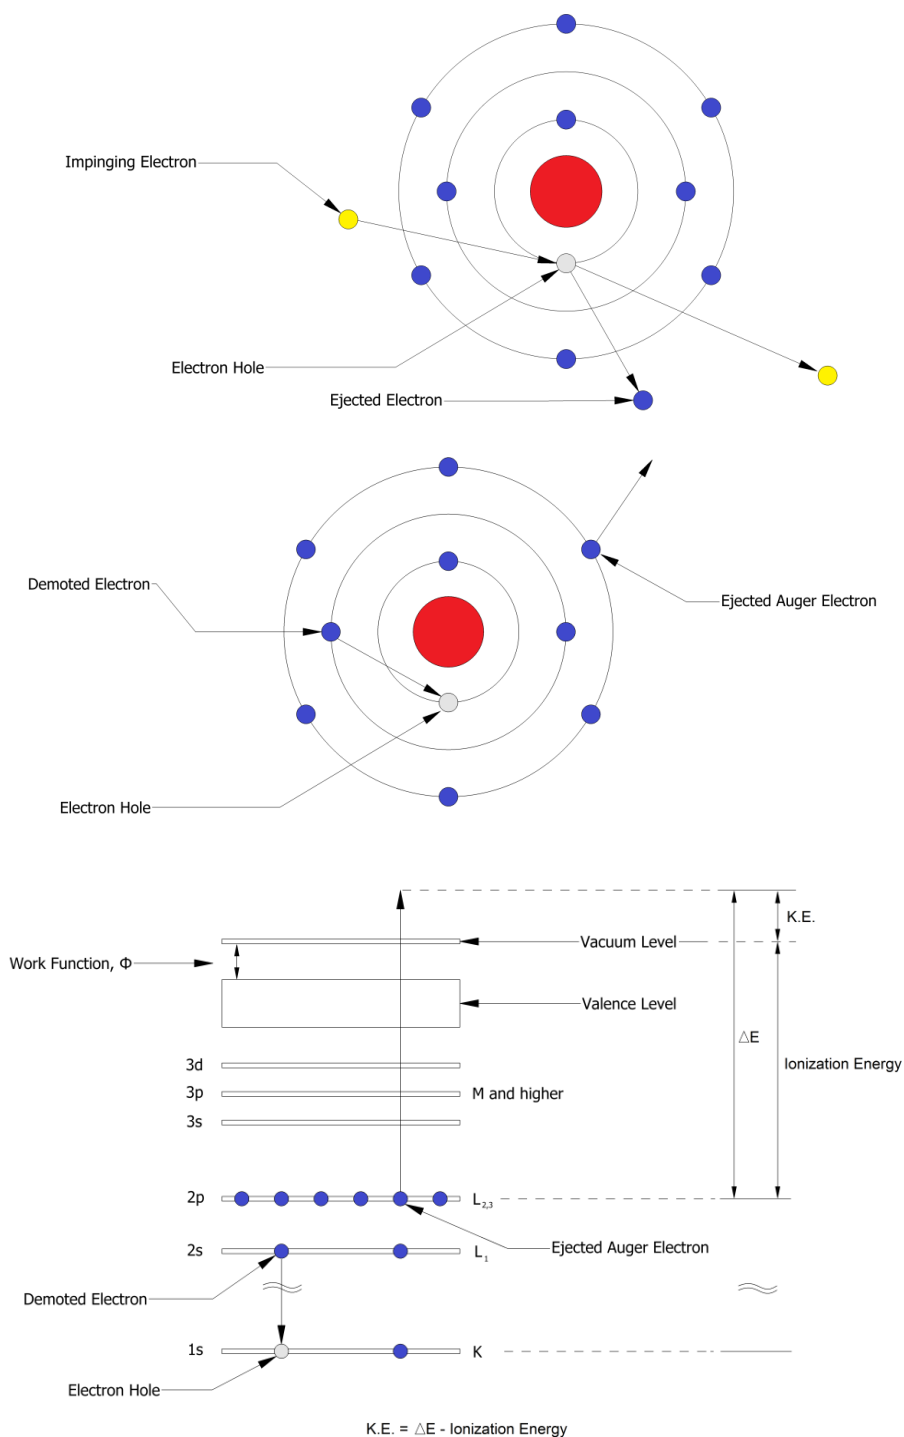 Impinging Electron
Electron Hole
Ejected Electron
Demoted Electron
Ejected Auger Electron
Electron Hole
K.E.
Vacuum Level
Work Function, Φ
Valence Level
△E
Ionization Energy
3d
3p M and higher
3s
2p L2,3
Ejected Auger Electron
2s L1
Demoted Electron
1s K
Electron Hole
K.E. = △E - Ionization Energy